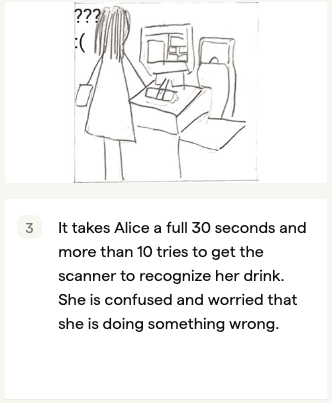 ???
:(
3
It takes Alice a full 30 seconds and
more than 10 tries to get the
scanner to recognize her drink.
She is confused and worried that
she is doing something wrong.